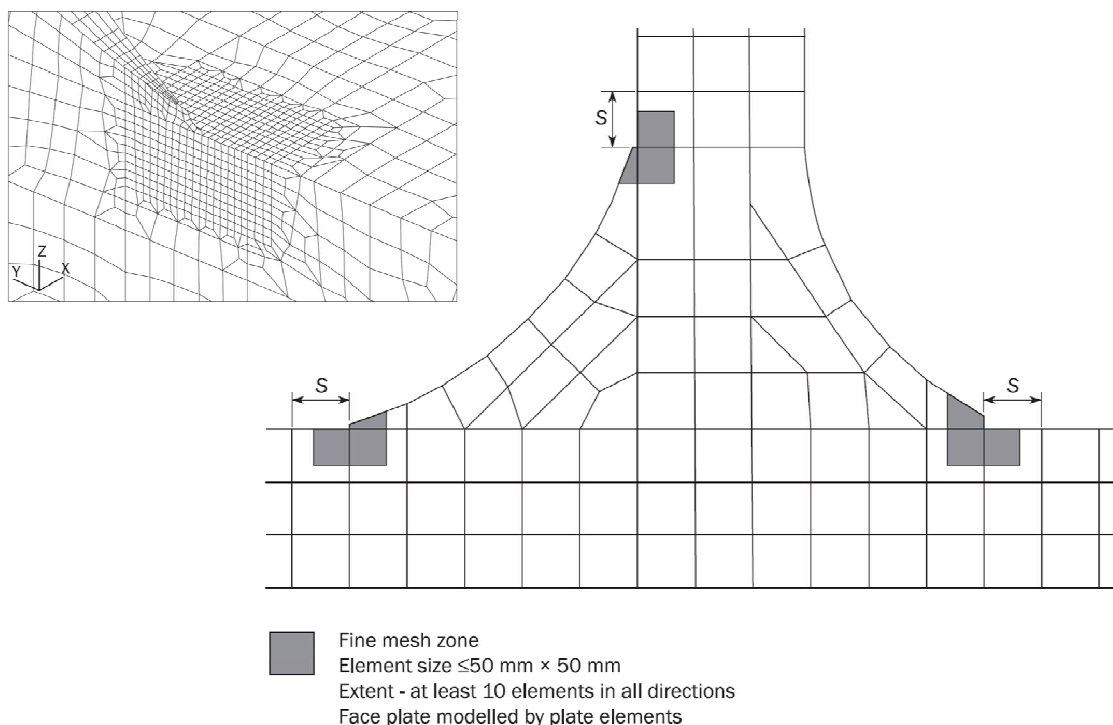 Z
Y
X
S
S
S
Fine mesh zone
Element size ≤50 mm × 50 mm
Extent - at least 10 elements in all directions
Face plate modelled by plate elements